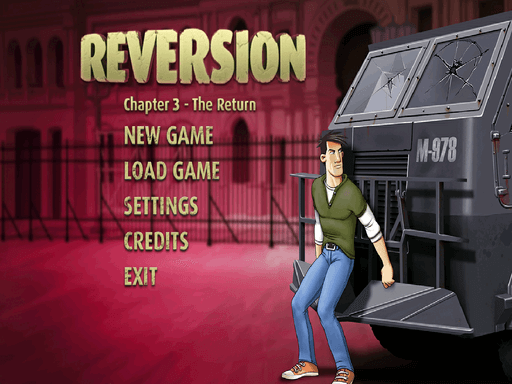 REVERSION
Chapter 3 - The Return
NEW GAME
LOAD GAME
SETTINGS
CREDITS
EXIT
M-978